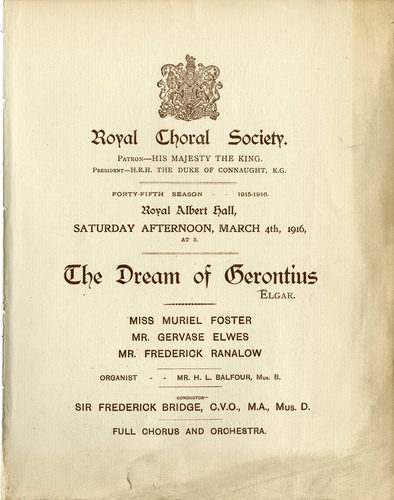 Royal Choral Society.
PATRON—HIS MAJESTY THE KING.
PRESIDENT—H.R.H. THE DUKE OF CONNAUGHT, K.G.
FORTY-FIFTH SEASON - - 1915-1916.
Royal Albert Hall,
SATURDAY AFTERNOON, MARCH 4th, 1916,
AT 3.
The Dream of Gerontius
ELGAR.
MISS MURIEL FOSTER
MR. GERVASE ELWES
MR. FREDERICK RANALOW
ORGANIST - - MR. H. L. BALFOUR, MUS. B.
CONDUCTOR—
SIR FREDERICK BRIDGE, C.V.O., M.A., MUS. D.
FULL CHORUS AND ORCHESTRA.